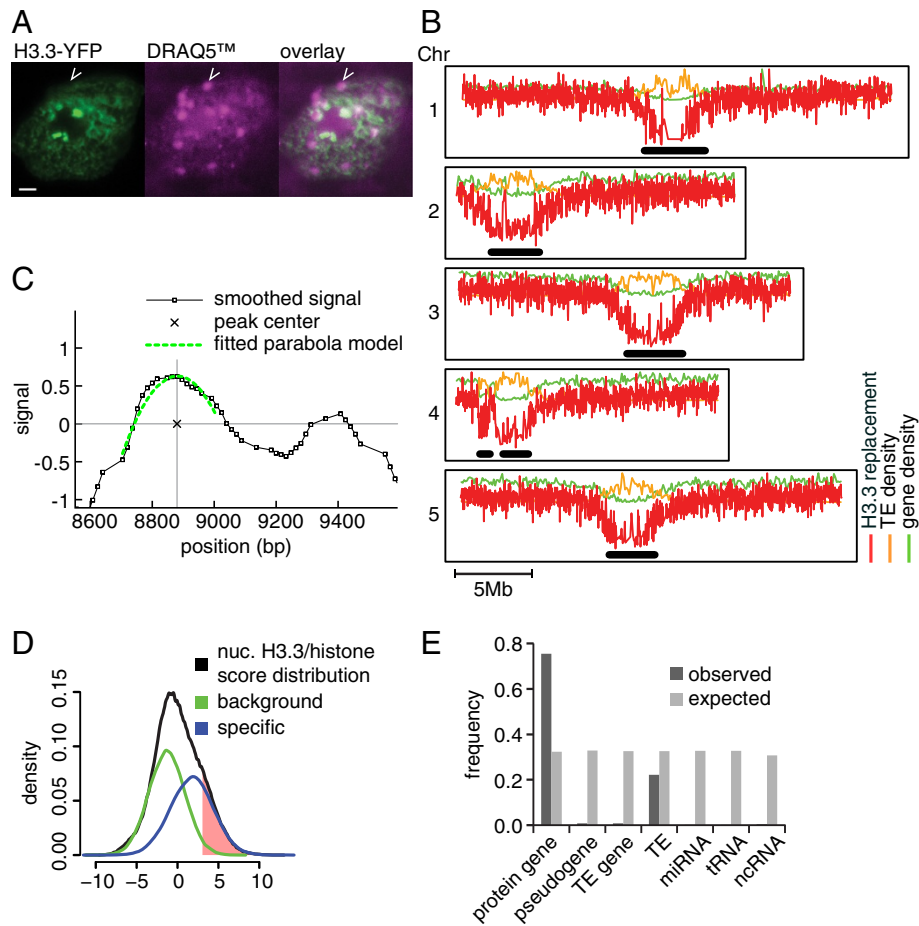 A
H3.3-YFP DRAQ5™ overlay
B
Chr
1
2
3
4
5
5Mb
H3.3 replacement
TE density
gene density
C
smoothed signal
peak center
fitted parabola model
signal
1
0.5
0
-0.5
-1
8600 8800 9000 9200 9400
position (bp)
D
nuc. H3.3/histone
score distribution
background
specific
density
0.15
0.10
0.05
0.00
−10 −5 0 5 10
E
observed
expected
frequency
0.8
0.6
0.4
0.2
0.0
protein gene
pseudogene
TE gene
TE
miRNA
tRNA
ncRNA